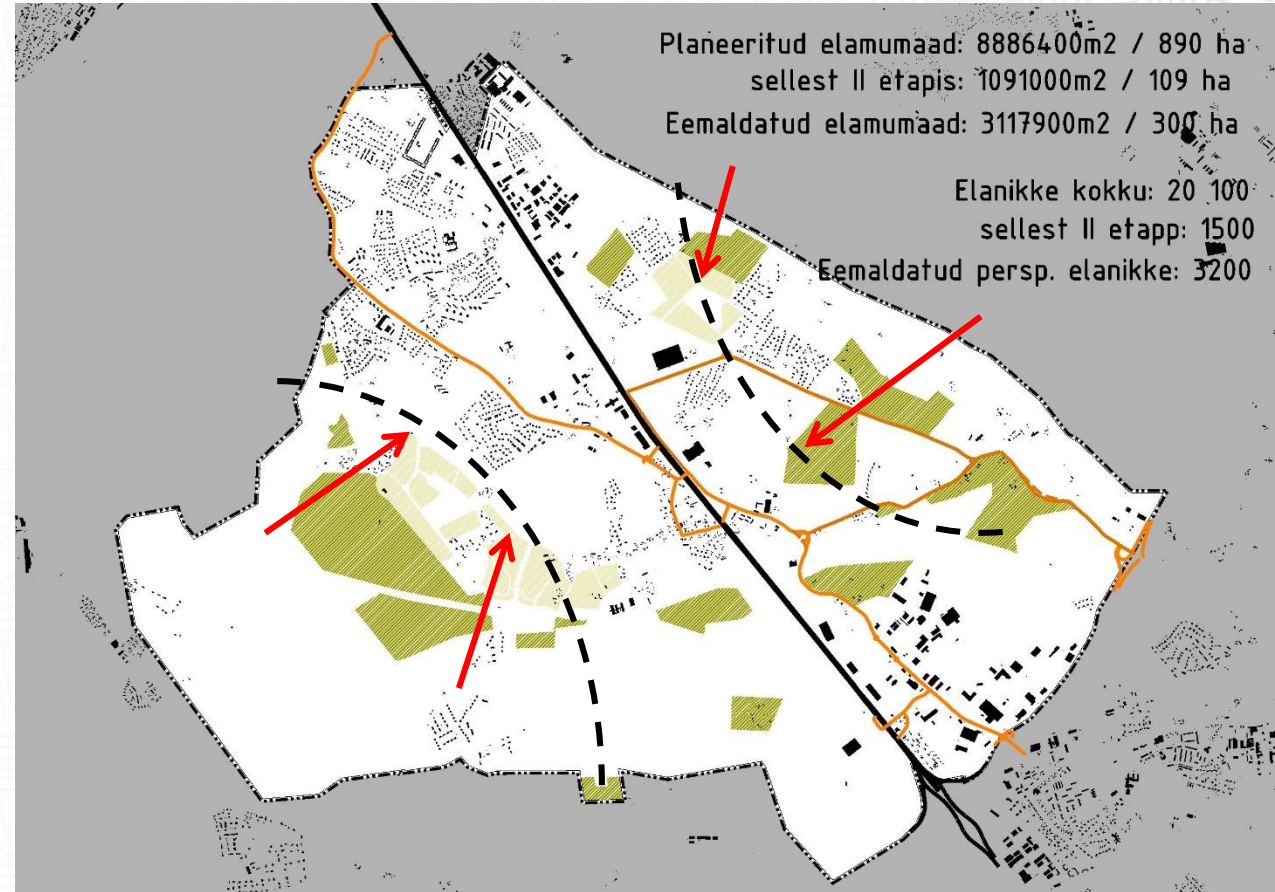 Planeeritud elamumaad: 8886400m2 / 890 ha
sellest II etapis: 1091000m2 / 109 ha
Eemaldatud elamumaad: 3117900m2 / 300 ha
Elanikke kokku: 20 100
sellest II etapp: 1500
Eemaldatud persp. elanikke: 3200